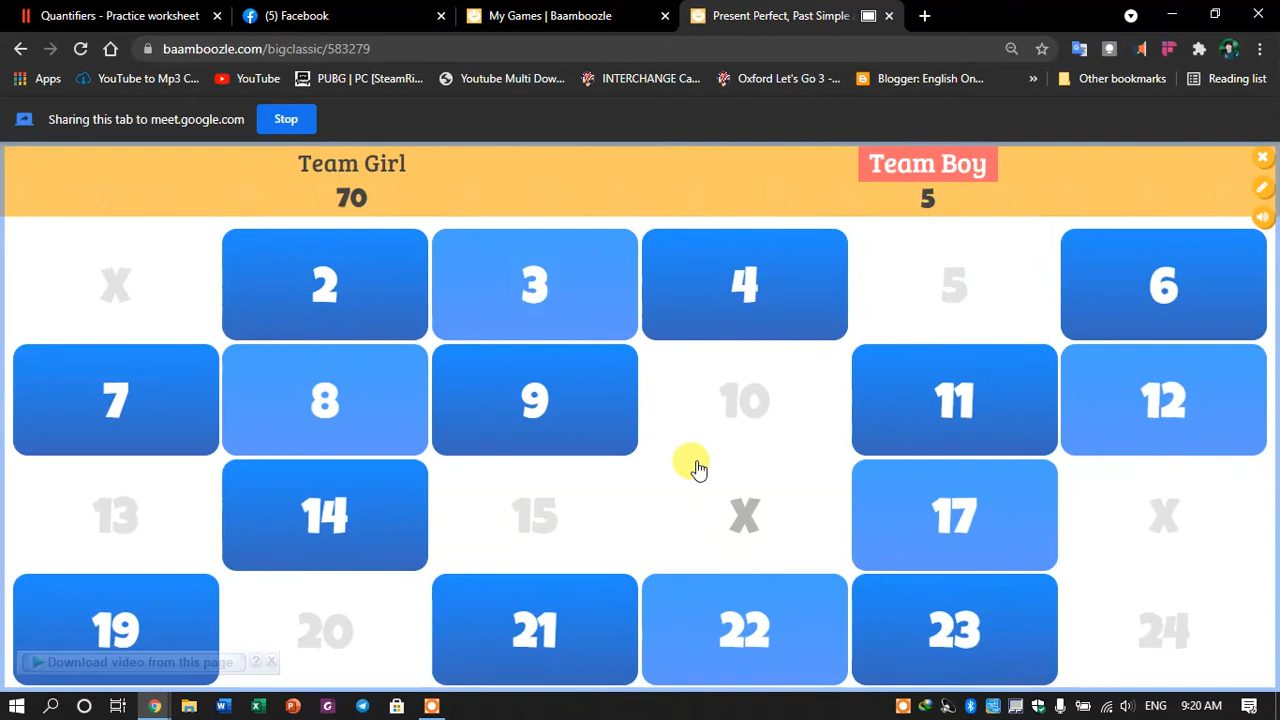 Quantifiers - Practice worksheet
(3) Facebook
My Games | Baamboozle
Present Perfect, Past Simple
baamboozle.com/bigclassic/583279
Apps
YouTube to Mp3 C...
YouTube
PUBG | PC [SteamRi...
Youtube Multi Dow...
INTERCHANGE Ca...
Oxford Let's Go 3 -...
Blogger: English On...
»
Other bookmarks
Reading list
Sharing this tab to meet.google.com
Stop
Team Girl
70
Team Boy
5
X 2 3 4 5 6
7 8 9 10 11 12
13 14 15 X 17 X
19 20 21 22 23 24
Download video from this page ? X
ENG
9:20 AM